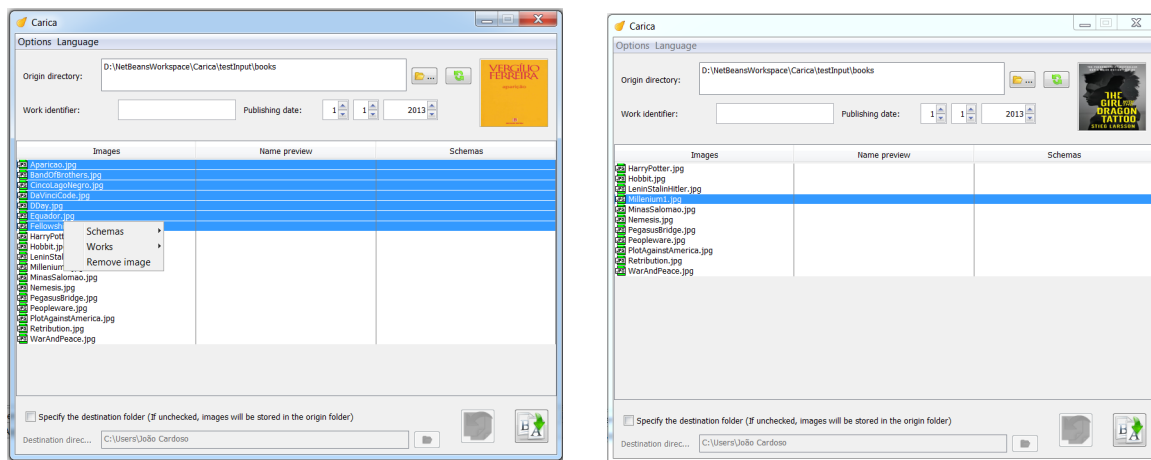 Carica
Options Language
Origin directory:
D:\NetBeansWorkspace\Carica\testInput\books
...
VERGÍLIO
FERREIRA
Work identifier:
Publishing date:
1
1
2013
Images
Name preview
Schemas
Aparicao.jpg
BandOfBrothers.jpg
CincoLagoNegro.jpg
DaVinciCode.jpg
DDay.jpg
Equador.jpg
Fellowsh
HarryPott
Hobbit.jp
LeninStal
Millenium
MinasSalomao.jpg
Nemesis.jpg
PegasusBridge.jpg
Peopleware.jpg
PlotAgainstAmerica.jpg
Retribution.jpg
WarAndPeace.jpg
Schemas
Works
Remove image
Specify the destination folder (If unchecked, images will be stored in the origin folder)
Destination direc...
C:\Users\João Cardoso
B
A
Carica
Options Language
Origin directory:
D:\NetBeansWorkspace\Carica\testInput\books
...
THE
GIRL
DRAGON
TATTOO
STIEG LARSSON
Work identifier:
Publishing date:
1
1
2013
Images
Name preview
Schemas
HarryPotter.jpg
Hobbit.jpg
LeninStalinHitler.jpg
Millenium1.jpg
MinasSalomao.jpg
Nemesis.jpg
PegasusBridge.jpg
Peopleware.jpg
PlotAgainstAmerica.jpg
Retribution.jpg
WarAndPeace.jpg
Specify the destination folder (If unchecked, images will be stored in the origin folder)
Destination direc...
C:\Users\João Cardoso
B
A